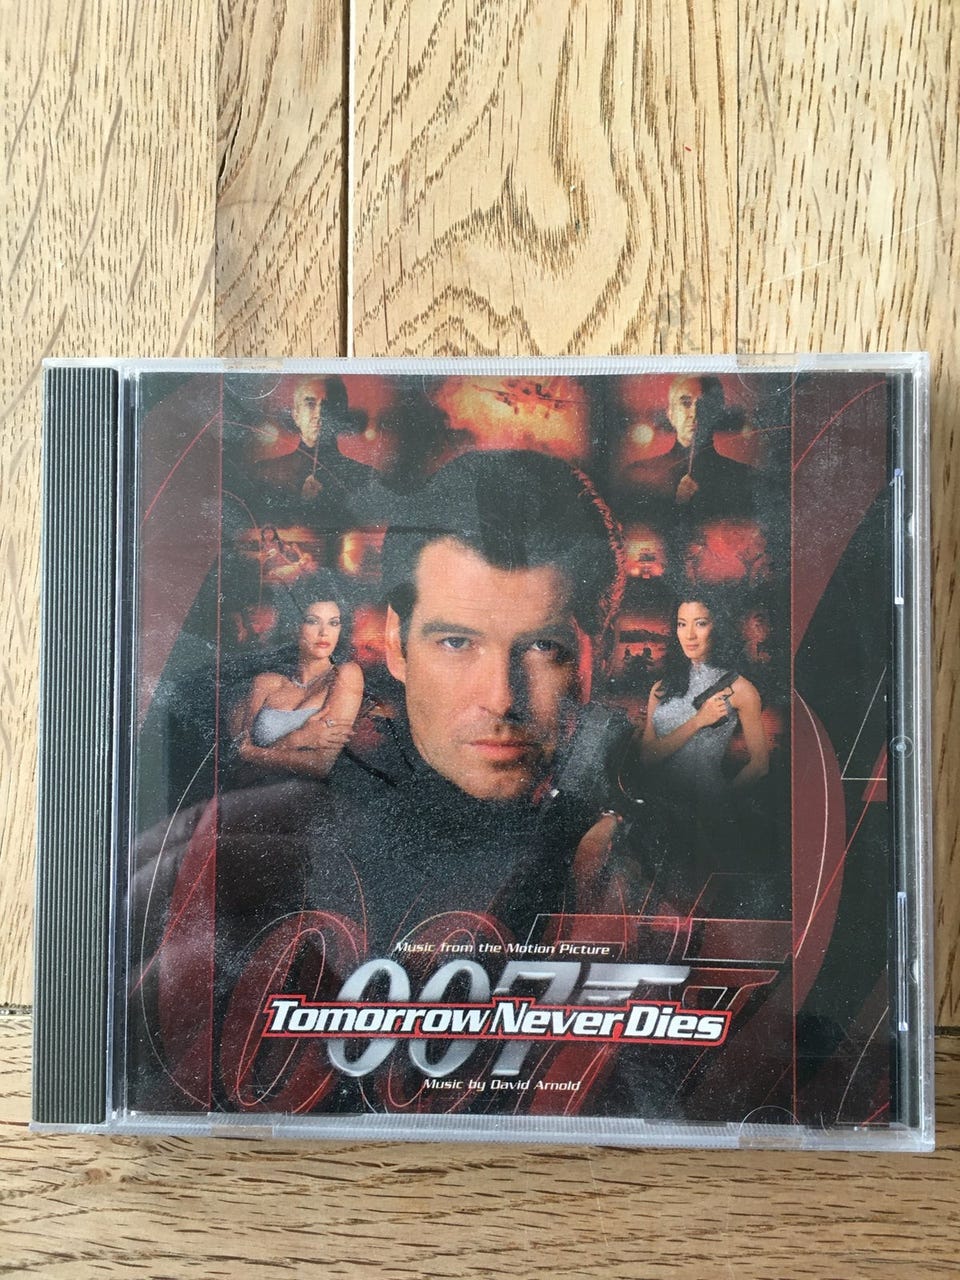 Music from the Motion Picture
007
Tomorrow Never Dies
Music by David Arnold